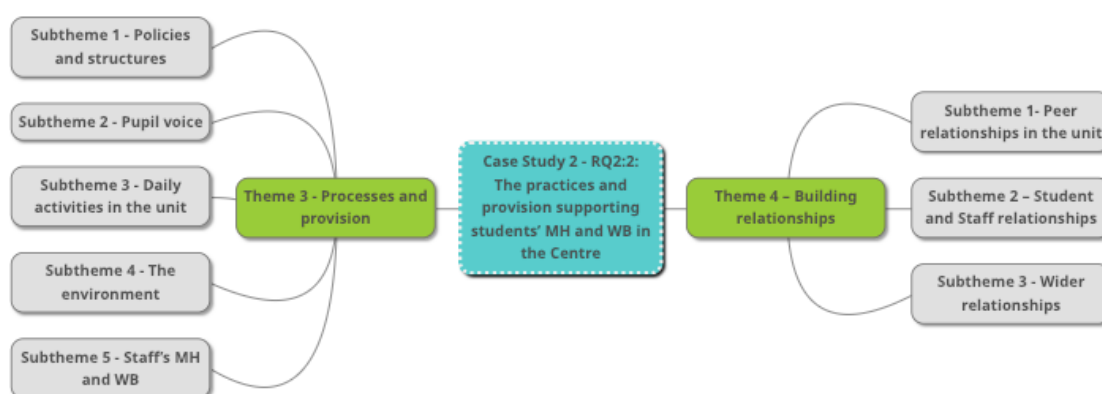 Subtheme 1 - Policies
and structures
Subtheme 2 - Pupil voice
Subtheme 3 - Daily
activities in the unit
Subtheme 4 - The
environment
Subtheme 5 - Staff's MH
and WB
Theme 3 - Processes and
provision
Case Study 2 - RQ2:2:
The practices and
provision supporting
students' MH and WB in
the Centre
Theme 4 – Building
relationships
Subtheme 1- Peer
relationships in the unit
Subtheme 2 – Student
and Staff relationships
Subtheme 3 - Wider
relationships